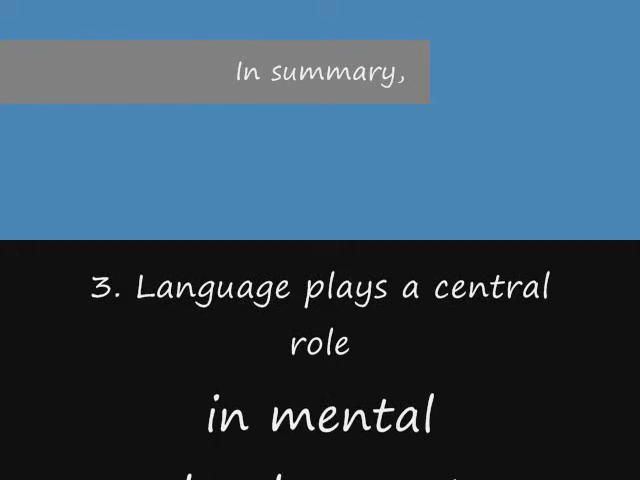 In summary,
3. Language plays a central
role
in mental